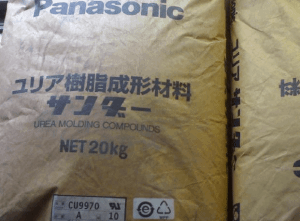 Panasonic
ユリア樹脂成形材料
サンダー
UREA MOLDING COMPOUNDS
NET 20kg
CU9970
A 10